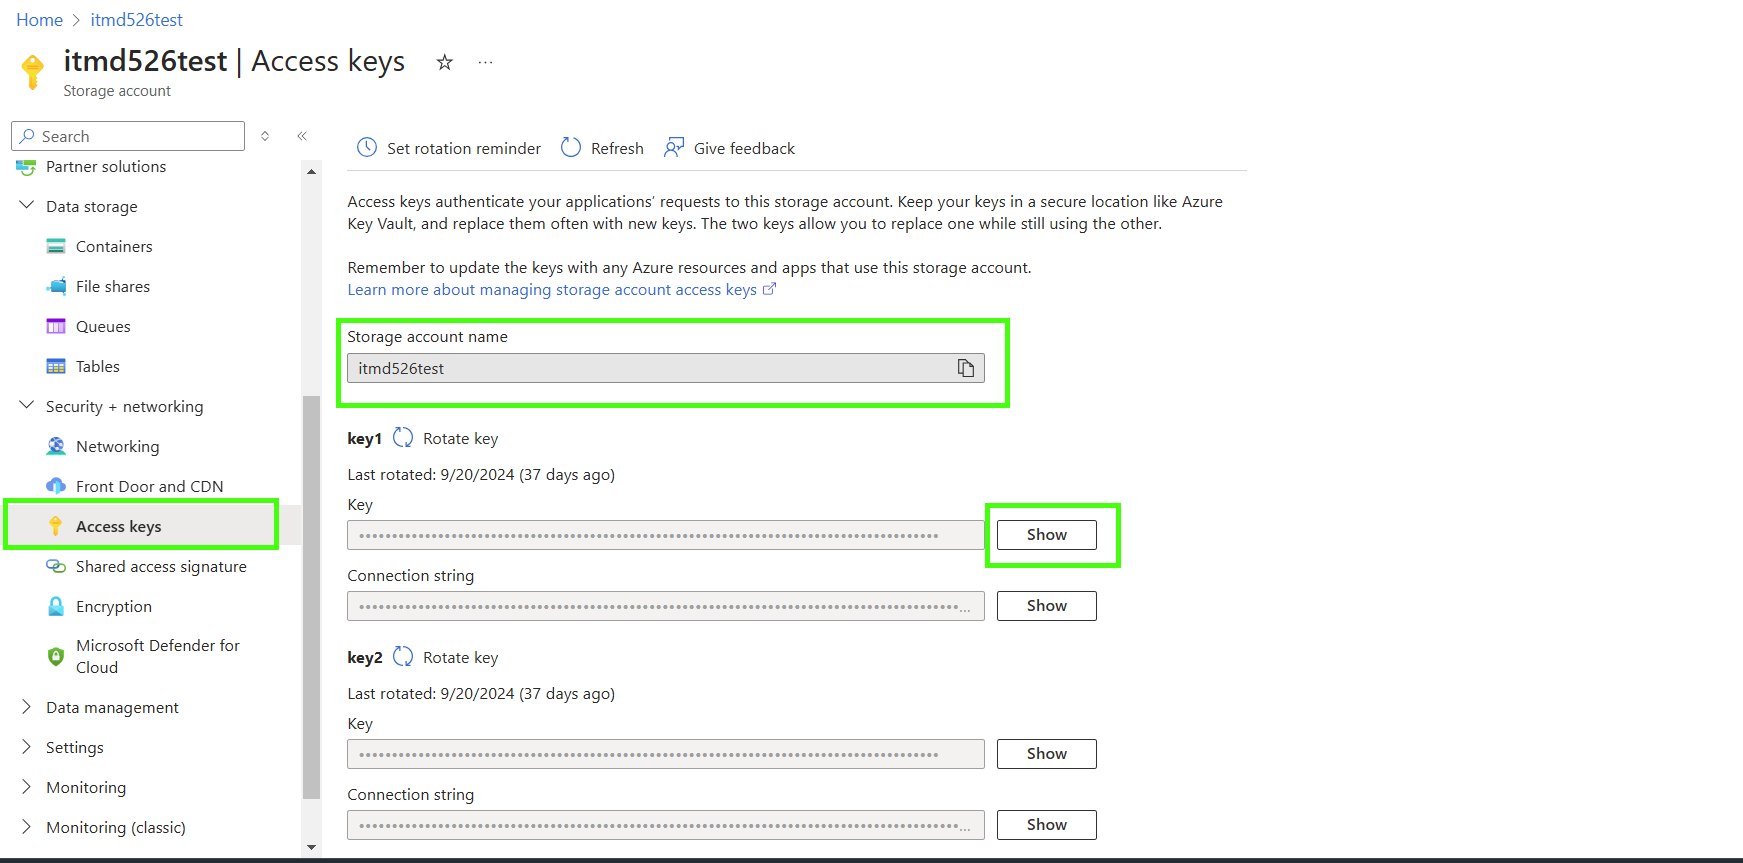 Home > itmd526test
itmd526test | Access keys
Storage account
Search
Partner solutions
Data storage
Containers
File shares
Queues
Tables
Security + networking
Networking
Front Door and CDN
Access keys
Shared access signature
Encryption
Microsoft Defender for
Cloud
Data management
Settings
Monitoring
Monitoring (classic)
Set rotation reminder Refresh Give feedback
Access keys authenticate your applications’ requests to this storage account. Keep your keys in a secure location like Azure
Key Vault, and replace them often with new keys. The two keys allow you to replace one while still using the other.
Remember to update the keys with any Azure resources and apps that use this storage account.
Learn more about managing storage account access keys
Storage account name
itmd526test
key1 Rotate key
Last rotated: 9/20/2024 (37 days ago)
Key
Show
Connection string
Show
key2 Rotate key
Last rotated: 9/20/2024 (37 days ago)
Key
Show
Connection string
Show